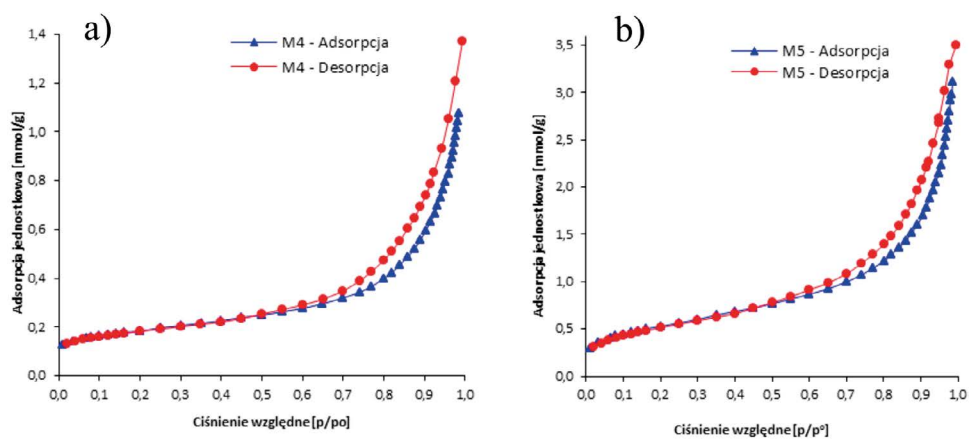 a)
M4 - Adsorpcja
M4 - Desorpcja
Adsorpcja jednostkowa [mmol/g]
1,4
1,2
1,0
0,8
0,6
0,4
0,2
0,0
0,0 0,1 0,2 0,3 0,4 0,5 0,6 0,7 0,8 0,9 1,0
Ciśnienie względne [p/po]
b)
M5 - Adsorpcja
M5 - Desorpcja
Adsorpcja jednostkowa [mmol/g]
3,5
3,0
2,5
2,0
1,5
1,0
0,5
0,0
0,0 0,1 0,2 0,3 0,4 0,5 0,6 0,7 0,8 0,9 1,0
Ciśnienie względne [p/p°]